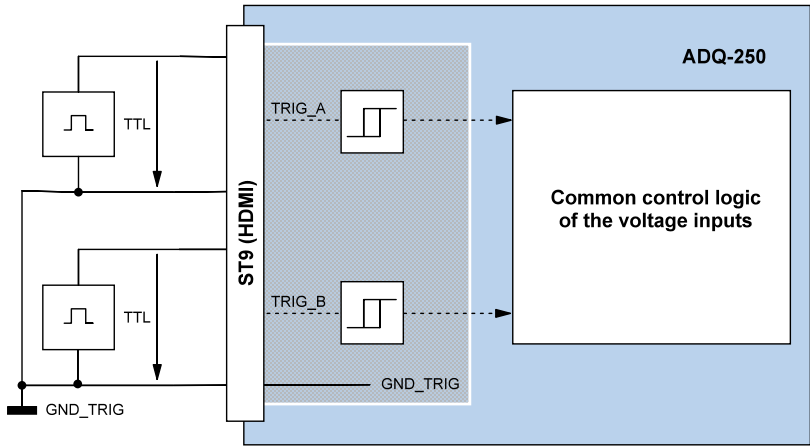 ADQ-250
TRIG_A
TTL
Common control logic
of the voltage inputs
ST9 (HDMI)
TRIG_B
TTL
GND_TRIG
GND_TRIG